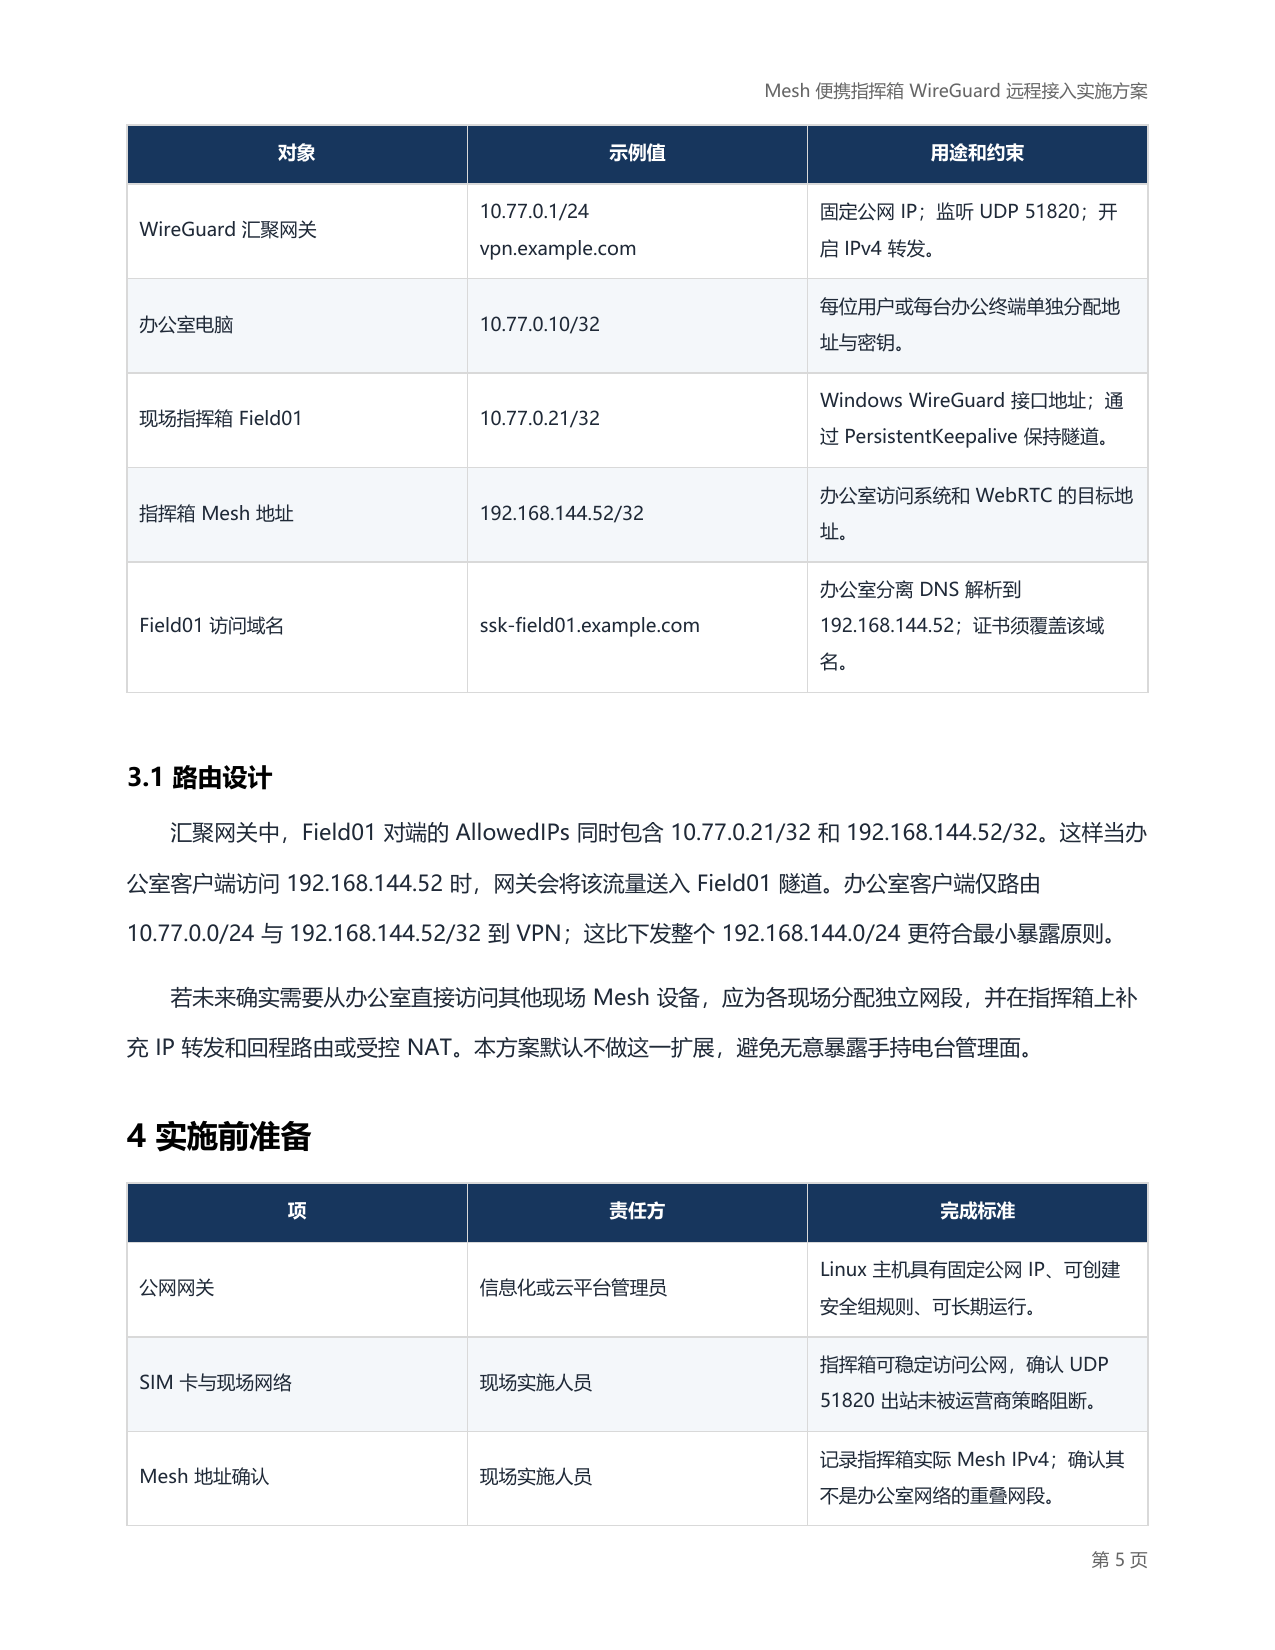 Mesh 便携指挥箱 WireGuard 远程接入实施方案
对象
示例值
用途和约束
WireGuard 汇聚网关
10.77.0.1/24
vpn.example.com
固定公网 IP；监听 UDP 51820；开
启 IPv4 转发。
办公室电脑
10.77.0.10/32
每位用户或每台办公终端单独分配地
址与密钥。
现场指挥箱 Field01
10.77.0.21/32
Windows WireGuard 接口地址；通
过 PersistentKeepalive 保持隧道。
指挥箱 Mesh 地址
192.168.144.52/32
办公室访问系统和 WebRTC 的目标地
址。
Field01 访问域名
ssk-field01.example.com
办公室分离 DNS 解析到
192.168.144.52；证书须覆盖该域
名。
3.1 路由设计
汇聚网关中，Field01 对端的 AllowedIPs 同时包含 10.77.0.21/32 和 192.168.144.52/32。这样当办
公室客户端访问 192.168.144.52 时，网关会将该流量送入 Field01 隧道。办公室客户端仅路由
10.77.0.0/24 与 192.168.144.52/32 到 VPN；这比下发整个 192.168.144.0/24 更符合最小暴露原则。
若未来确实需要从办公室直接访问其他现场 Mesh 设备，应为各现场分配独立网段，并在指挥箱上补
充 IP 转发和回程路由或受控 NAT。本方案默认不做这一扩展，避免无意暴露手持电台管理面。
4 实施前准备
项
责任方
完成标准
公网网关
信息化或云平台管理员
Linux 主机具有固定公网 IP、可创建
安全组规则、可长期运行。
SIM 卡与现场网络
现场实施人员
指挥箱可稳定访问公网，确认 UDP
51820 出站未被运营商策略阻断。
Mesh 地址确认
现场实施人员
记录指挥箱实际 Mesh IPv4；确认其
不是办公室网络的重叠网段。
第 5 页